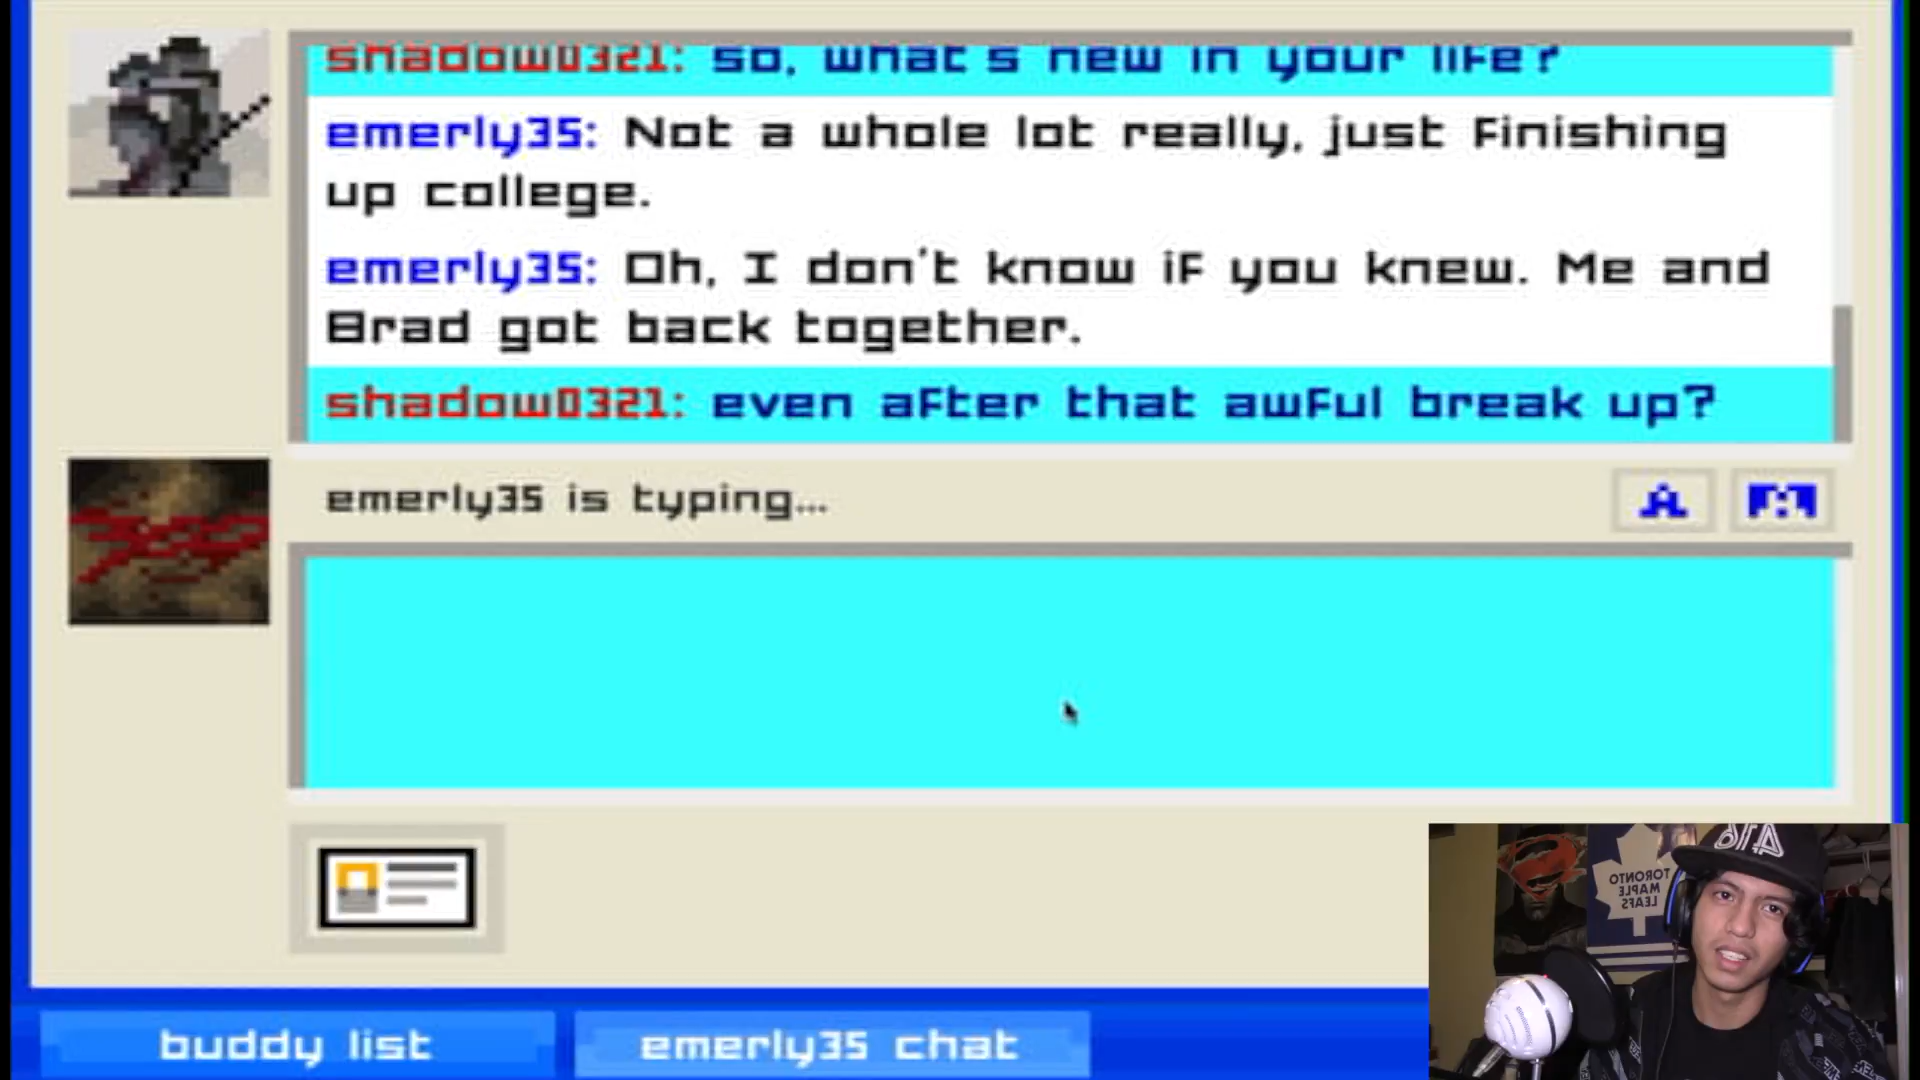 shadow0321: so, what's new in your life?
emerly35: Not a whole lot really, just finishing
up college.
emerly35: Oh, I don't know if you knew. Me and
Brad got back together.
shadow0321: even after that awful break up?
emerly35 is typing...
A
M
buddy list
emerly35 chat
TORONTO
MAPLE
LEAFS
416